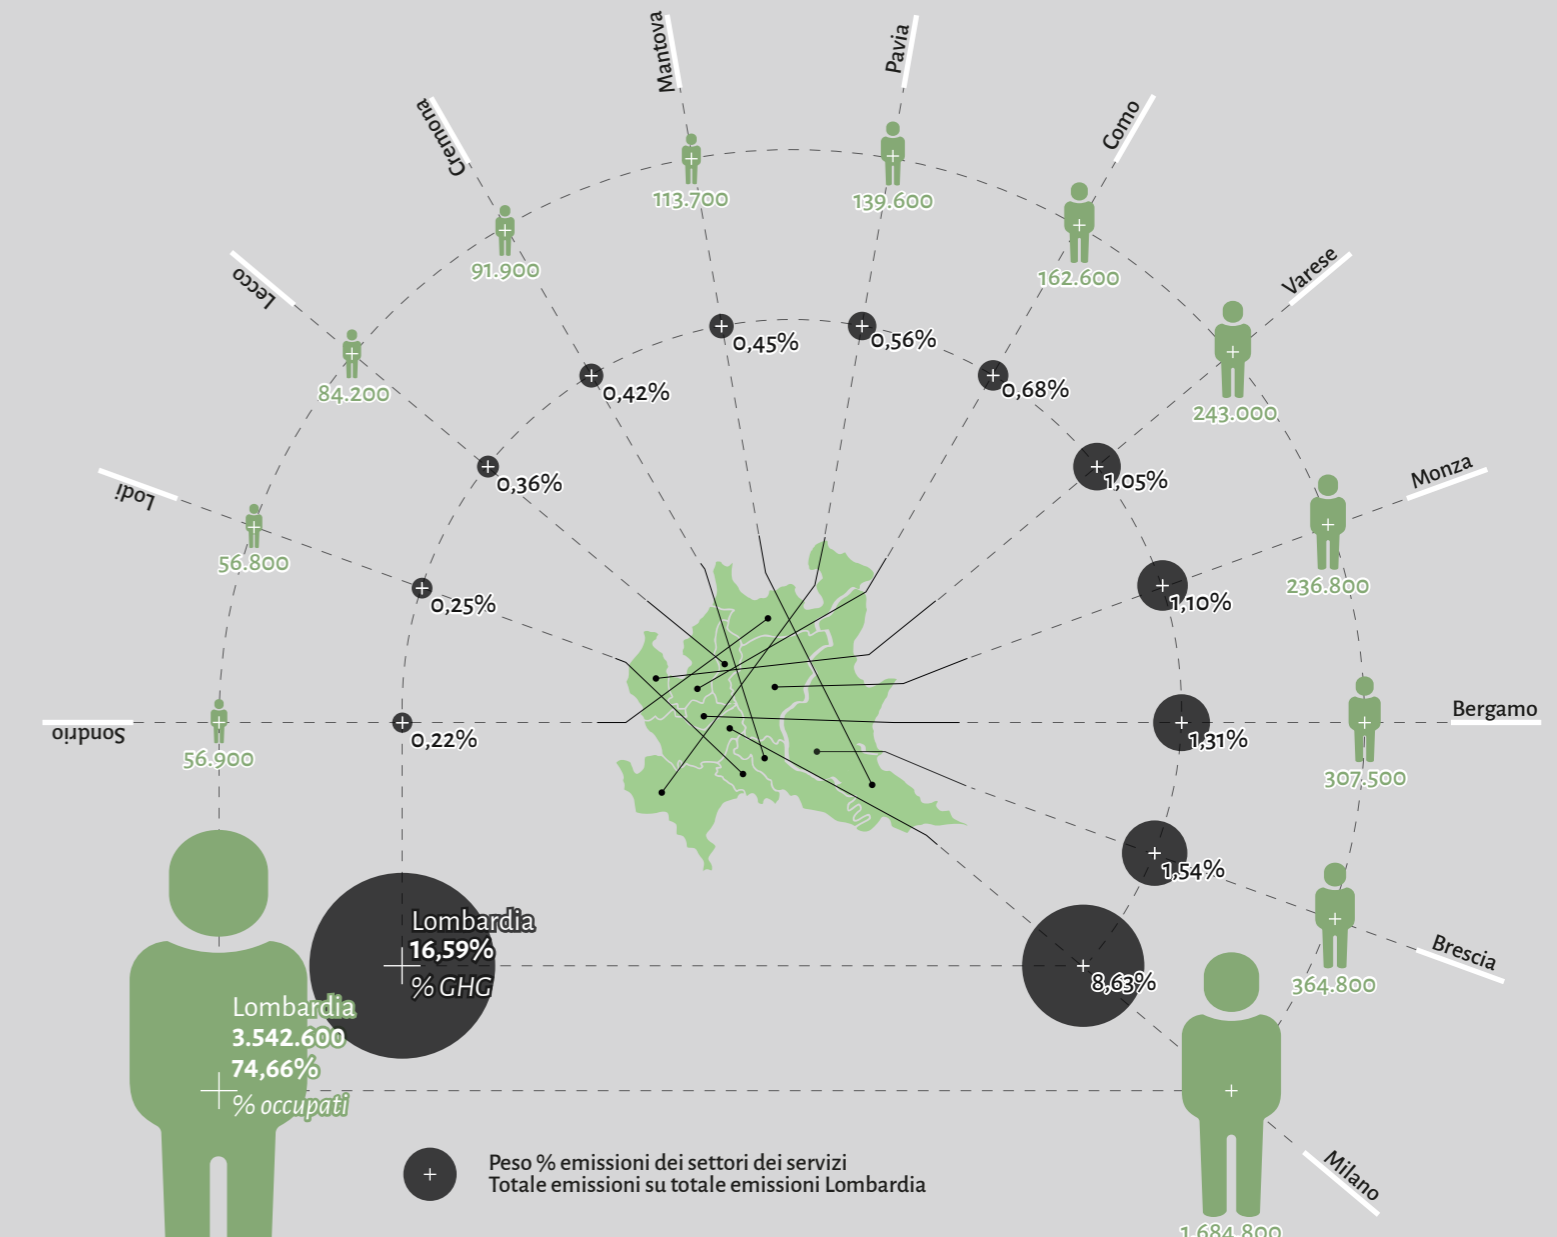 Mantova
Pavia
Cremona
Como
113.700
139.600
Lecco
91.900
162.600
Varese
0,45%
0,56%
84.200
0,42%
0,68%
243.000
Lodi
0,36%
1,05%
Monza
56.800
0,25%
1,10%
236.800
Sondrio
56.900
0,22%
1,31%
Bergamo
307.500
1,54%
Lombardia
16,59%
% GHG
8,63%
Brescia
364.800
Lombardia
3.542.600
74,66%
% occupati
Peso % emissioni dei settori dei servizi
Totale emissioni su totale emissioni Lombardia
Milano
1.684.800